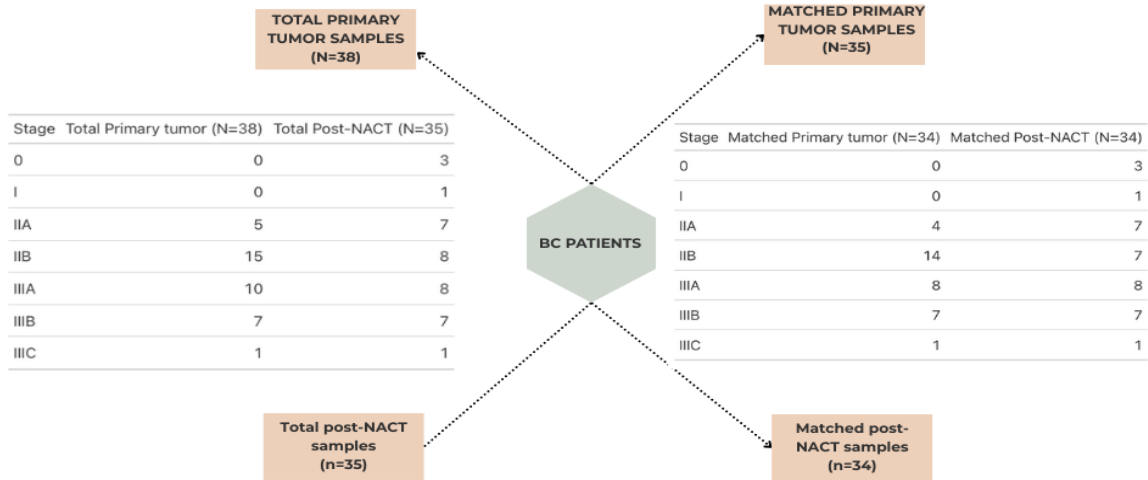 TOTAL PRIMARY
TUMOR SAMPLES
(N=38)
MATCHED PRIMARY
TUMOR SAMPLES
(N=35)
Stage Total Primary tumor (N=38) Total Post-NACT (N=35)
0 0 3
I 0 1
IIA 5 7
IIB 15 8
IIIA 10 8
IIIB 7 7
IIIC 1 1
BC PATIENTS
Stage Matched Primary tumor (N=34) Matched Post-NACT (N=34)
0 0 3
I 0 1
IIA 4 7
IIB 14 7
IIIA 8 8
IIIB 7 7
IIIC 1 1
Total post-NACT
samples
(n=35)
Matched post-
NACT samples
(n=34)